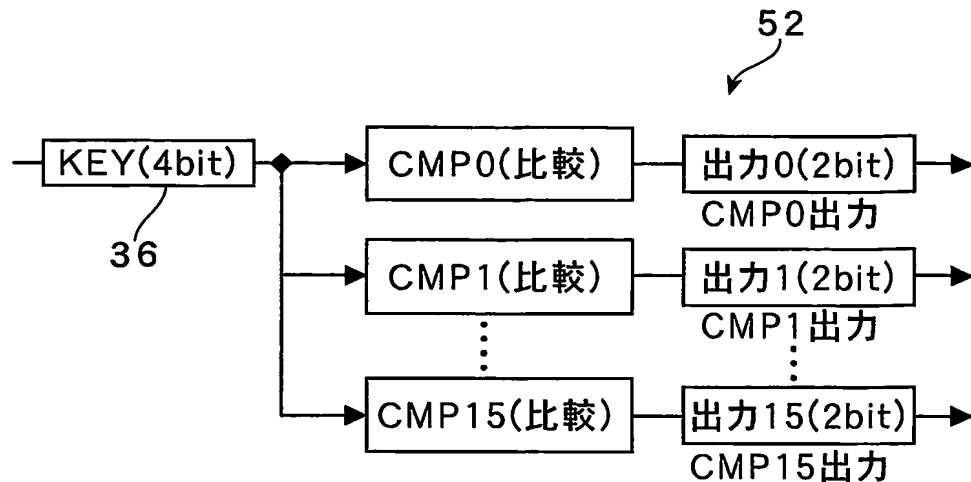 52
KEY(4bit)
36
CMP0(比較)
出力0(2bit)
CMP0出力
CMP1(比較)
出力1(2bit)
CMP1出力
CMP15(比較)
出力15(2bit)
CMP15出力